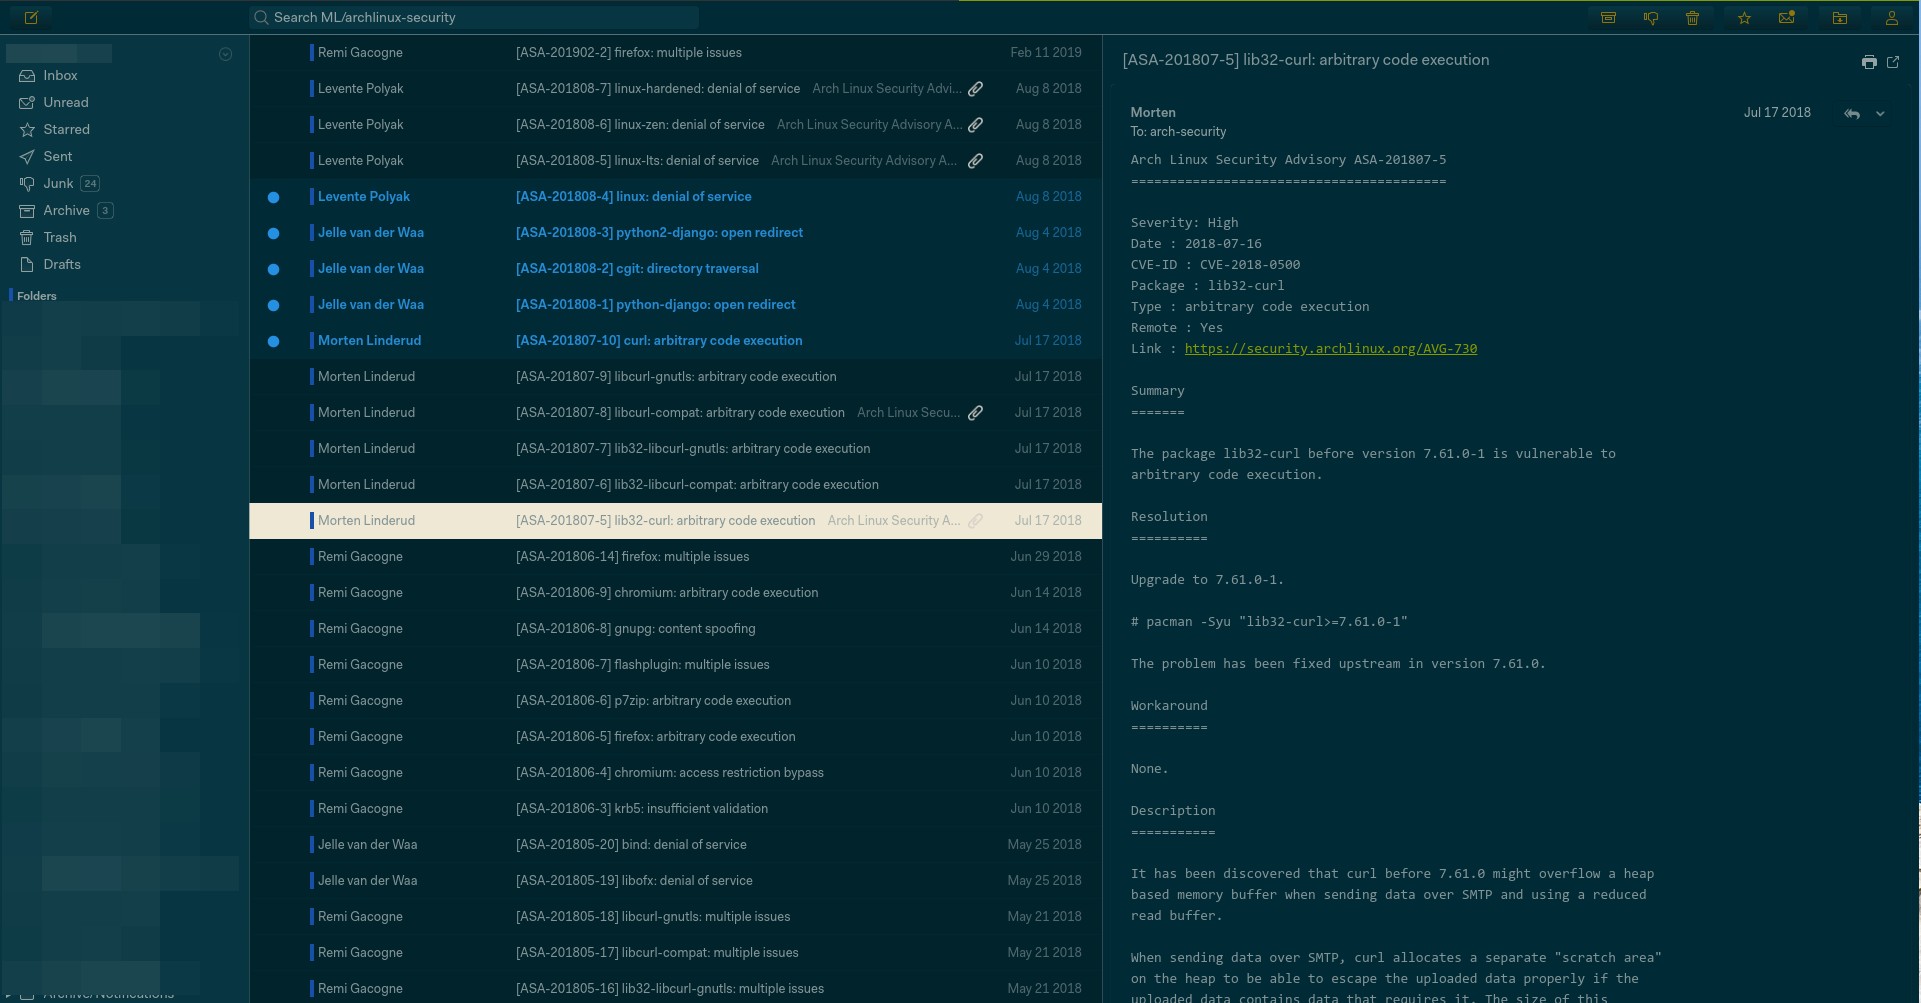 Search ML/archlinux-security
Inbox
Unread
Starred
Sent
Junk 24
Archive 3
Trash
Drafts
Folders
Archive/Notifications
Remi Gacogne [ASA-201902-2] firefox: multiple issues Feb 11 2019
Levente Polyak [ASA-201808-7] linux-hardened: denial of service Arch Linux Security Advi... Aug 8 2018
Levente Polyak [ASA-201808-6] linux-zen: denial of service Arch Linux Security Advisory A... Aug 8 2018
Levente Polyak [ASA-201808-5] linux-lts: denial of service Arch Linux Security Advisory A... Aug 8 2018
Levente Polyak [ASA-201808-4] linux: denial of service Aug 8 2018
Jelle van der Waa [ASA-201808-3] python2-django: open redirect Aug 4 2018
Jelle van der Waa [ASA-201808-2] cgit: directory traversal Aug 4 2018
Jelle van der Waa [ASA-201808-1] python-django: open redirect Aug 4 2018
Morten Linderud [ASA-201807-10] curl: arbitrary code execution Jul 17 2018
Morten Linderud [ASA-201807-9] libcurl-gnutls: arbitrary code execution Jul 17 2018
Morten Linderud [ASA-201807-8] libcurl-compat: arbitrary code execution Arch Linux Secu... Jul 17 2018
Morten Linderud [ASA-201807-7] lib32-libcurl-gnutls: arbitrary code execution Jul 17 2018
Morten Linderud [ASA-201807-6] lib32-libcurl-compat: arbitrary code execution Jul 17 2018
Morten Linderud [ASA-201807-5] lib32-curl: arbitrary code execution Arch Linux Security A... Jul 17 2018
Remi Gacogne [ASA-201806-14] firefox: multiple issues Jun 29 2018
Remi Gacogne [ASA-201806-9] chromium: arbitrary code execution Jun 14 2018
Remi Gacogne [ASA-201806-8] gnupg: content spoofing Jun 14 2018
Remi Gacogne [ASA-201806-7] flashplugin: multiple issues Jun 10 2018
Remi Gacogne [ASA-201806-6] p7zip: arbitrary code execution Jun 10 2018
Remi Gacogne [ASA-201806-5] firefox: arbitrary code execution Jun 10 2018
Remi Gacogne [ASA-201806-4] chromium: access restriction bypass Jun 10 2018
Remi Gacogne [ASA-201806-3] krb5: insufficient validation Jun 10 2018
Jelle van der Waa [ASA-201805-20] bind: denial of service May 25 2018
Jelle van der Waa [ASA-201805-19] libofx: denial of service May 25 2018
Remi Gacogne [ASA-201805-18] libcurl-gnutls: multiple issues May 21 2018
Remi Gacogne [ASA-201805-17] libcurl-compat: multiple issues May 21 2018
Remi Gacogne [ASA-201805-16] lib32-libcurl-gnutls: multiple issues May 21 2018
[ASA-201807-5] lib32-curl: arbitrary code execution
Morten Jul 17 2018
To: arch-security
Arch Linux Security Advisory ASA-201807-5
=========================================
Severity: High
Date : 2018-07-16
CVE-ID : CVE-2018-0500
Package : lib32-curl
Type : arbitrary code execution
Remote : Yes
Link : https://security.archlinux.org/AVG-730
Summary
=======
The package lib32-curl before version 7.61.0-1 is vulnerable to
arbitrary code execution.
Resolution
==========
Upgrade to 7.61.0-1.
# pacman -Syu "lib32-curl>=7.61.0-1"
The problem has been fixed upstream in version 7.61.0.
Workaround
==========
None.
Description
===========
It has been discovered that curl before 7.61.0 might overflow a heap
based memory buffer when sending data over SMTP and using a reduced
read buffer.
When sending data over SMTP, curl allocates a separate "scratch area"
on the heap to be able to escape the uploaded data properly if the
uploaded data contains data that requires it. The size of this